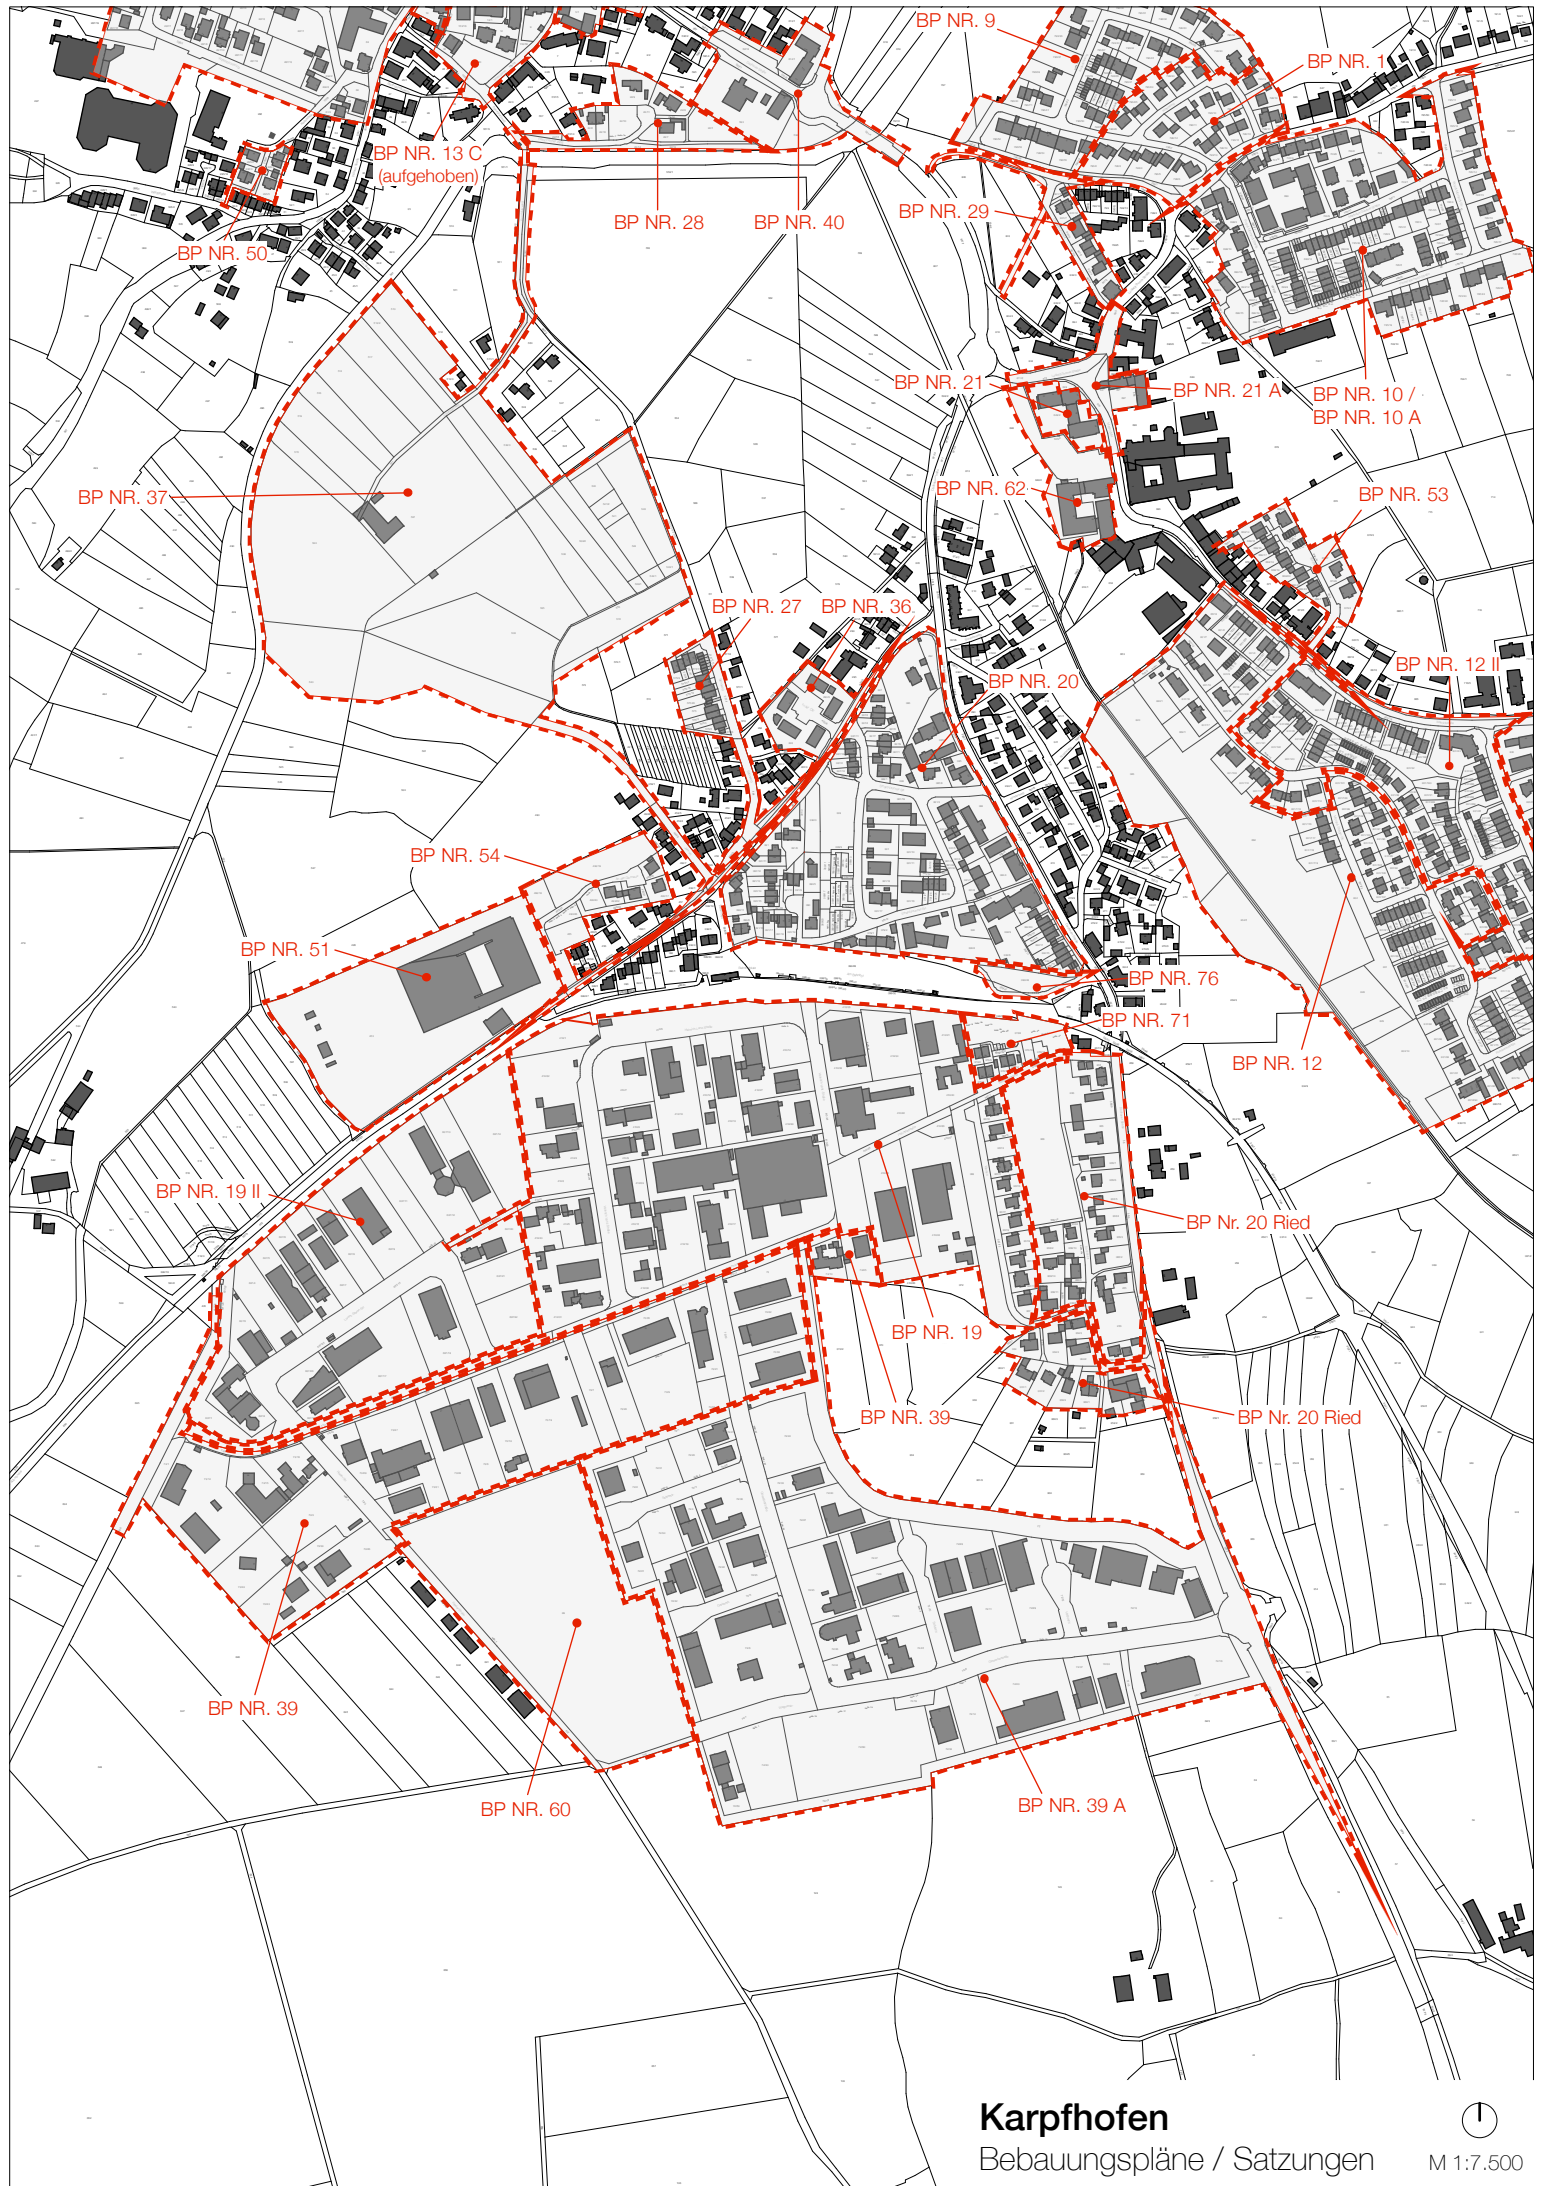 BP NR. 9
BP NR. 1
BP NR. 13 C
(aufgehoben)
BP NR. 50
BP NR. 28
BP NR. 40
BP NR. 29
BP NR. 21
BP NR. 21 A
BP NR. 10 /
BP NR. 10 A
BP NR. 37
BP NR. 62
BP NR. 53
BP NR. 27
BP NR. 36
BP NR. 20
BP NR. 12 II
BP NR. 54
BP NR. 51
BP NR. 76
BP NR. 71
BP NR. 12
BP NR. 19 II
BP Nr. 20 Ried
BP NR. 19
BP NR. 39
BP Nr. 20 Ried
BP NR. 39
BP NR. 60
BP NR. 39 A
Karpfhofen
Bebauungspläne / Satzungen
M 1:7.500